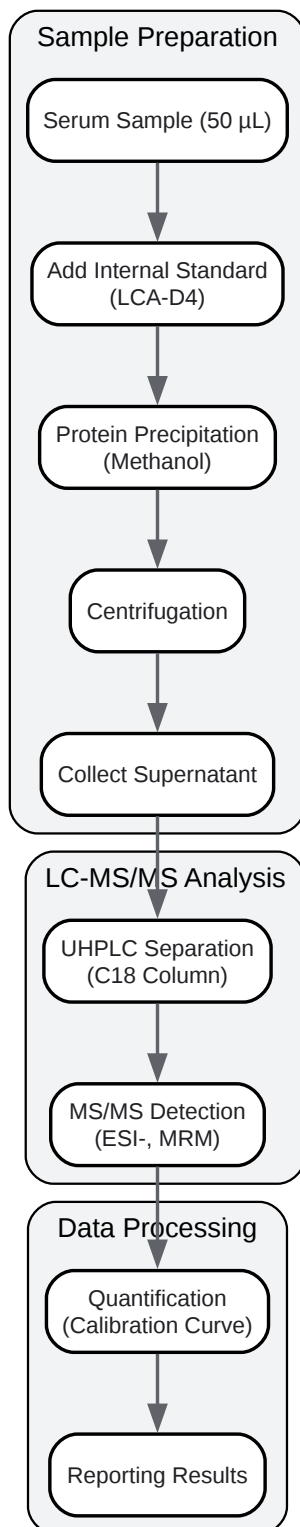 Sample Preparation
Serum Sample (50 µL)
Add Internal Standard
(LCA-D4)
Protein Precipitation
(Methanol)
Centrifugation
Collect Supernatant
LC-MS/MS Analysis
UHPLC Separation
(C18 Column)
MS/MS Detection
(ESI-, MRM)
Data Processing
Quantification
(Calibration Curve)
Reporting Results